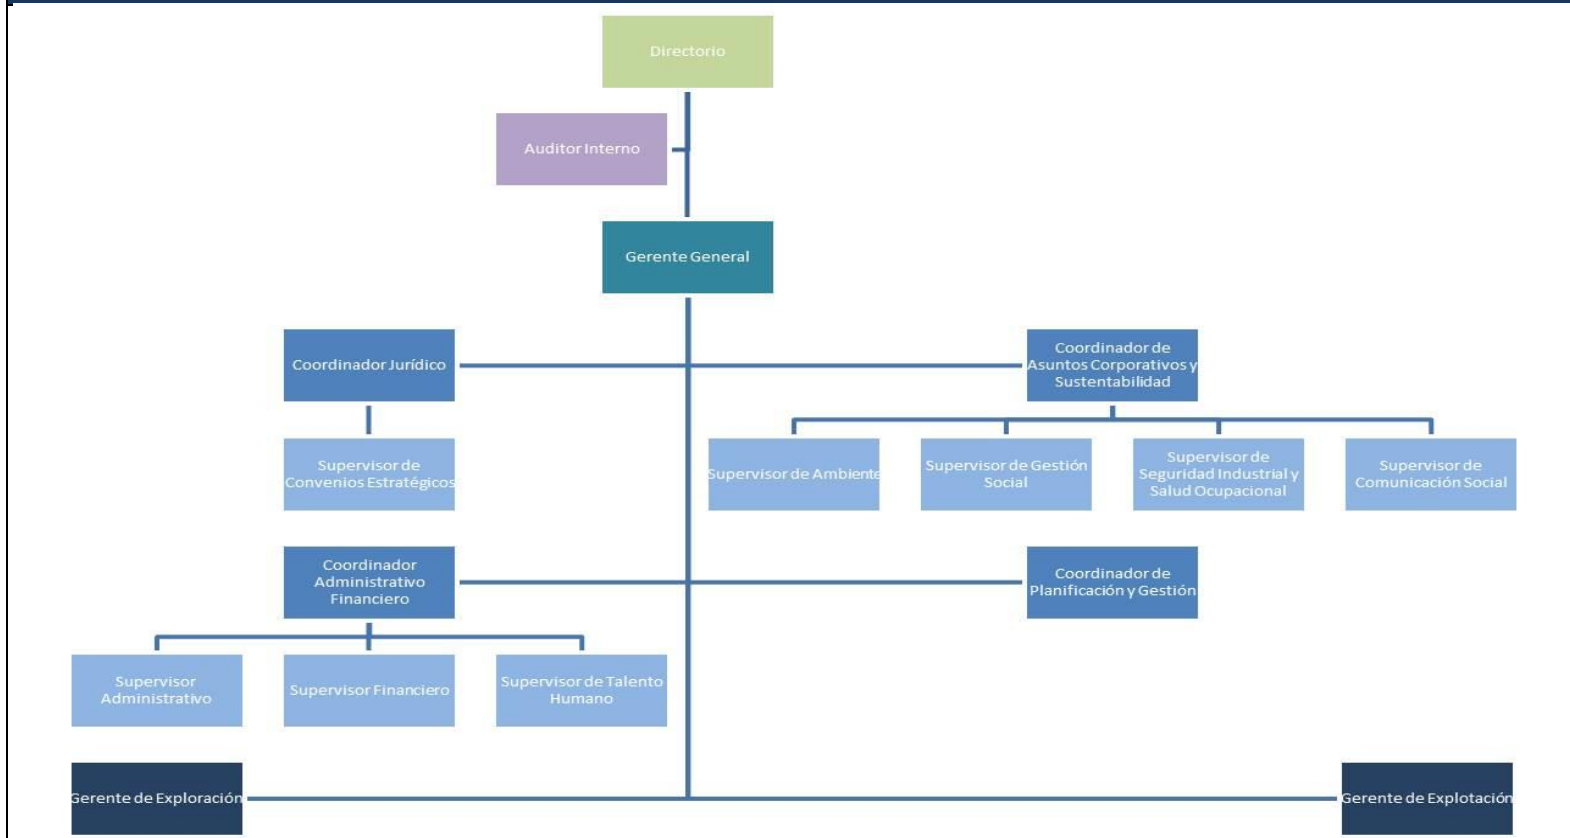 Directorio
Auditor Interno
Gerente General
Coordinador Jurídico
Coordinador de
Asuntos Corporativos y
Sustentabilidad
Supervisor de
Convenios Estratégicos
Supervisor de Ambiente
Supervisor de Gestión
Social
Supervisor de
Seguridad Industrial y
Salud Ocupacional
Supervisor de
Comunicación Social
Coordinador
Administrativo
Financiero
Coordinador de
Planificación y Gestión
Supervisor
Administrativo
Supervisor Financiero
Supervisor de Talento
Humano
Gerente de Exploración
Gerente de Explotación